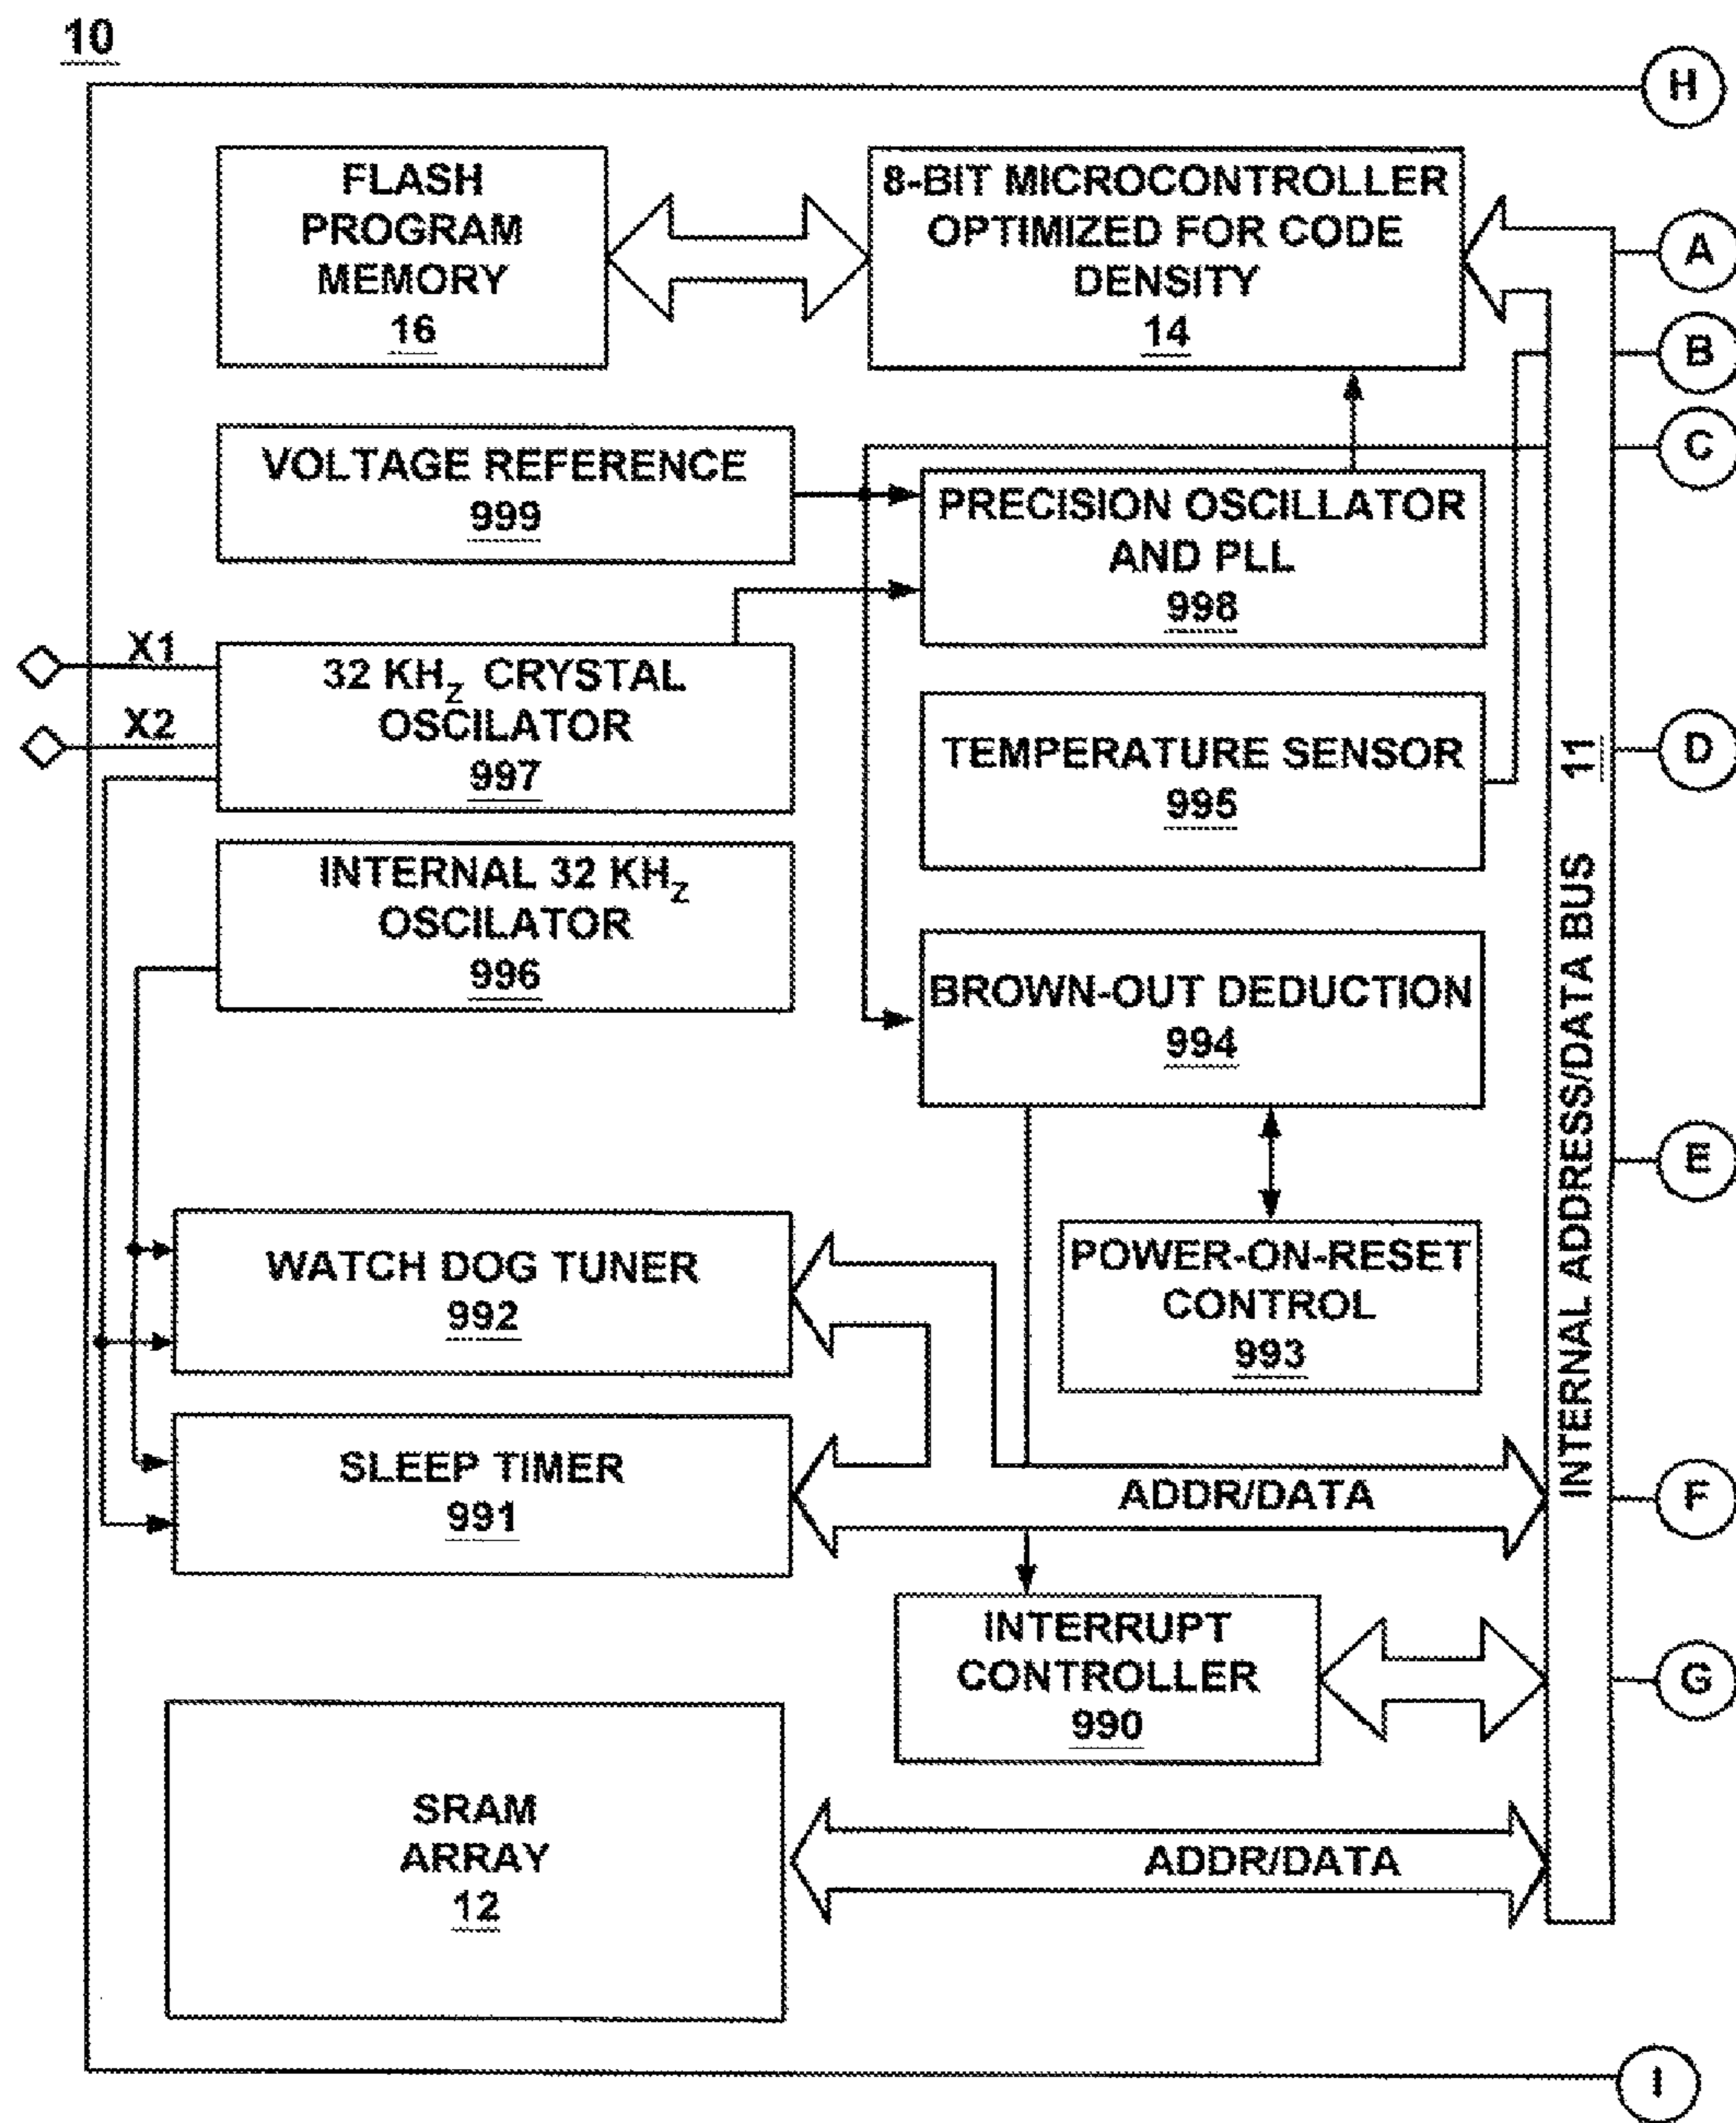 10
H
FLASH
PROGRAM
MEMORY
16
8-BIT MICROCONTROLLER
OPTIMIZED FOR CODE
DENSITY
14
A
B
C
VOLTAGE REFERENCE
999
PRECISION OSCILLATOR
AND PLL
998
X1
X2
32 KHZ CRYSTAL
OSCILATOR
997
TEMPERATURE SENSOR
995
D
INTERNAL 32 KHZ
OSCILATOR
996
BROWN-OUT DEDUCTION
994
INTERNAL ADDRESS/DATA BUS 11
E
WATCH DOG TUNER
992
POWER-ON-RESET
CONTROL
993
SLEEP TIMER
991
ADDR/DATA
F
INTERRUPT
CONTROLLER
990
G
SRAM
ARRAY
12
ADDR/DATA
I